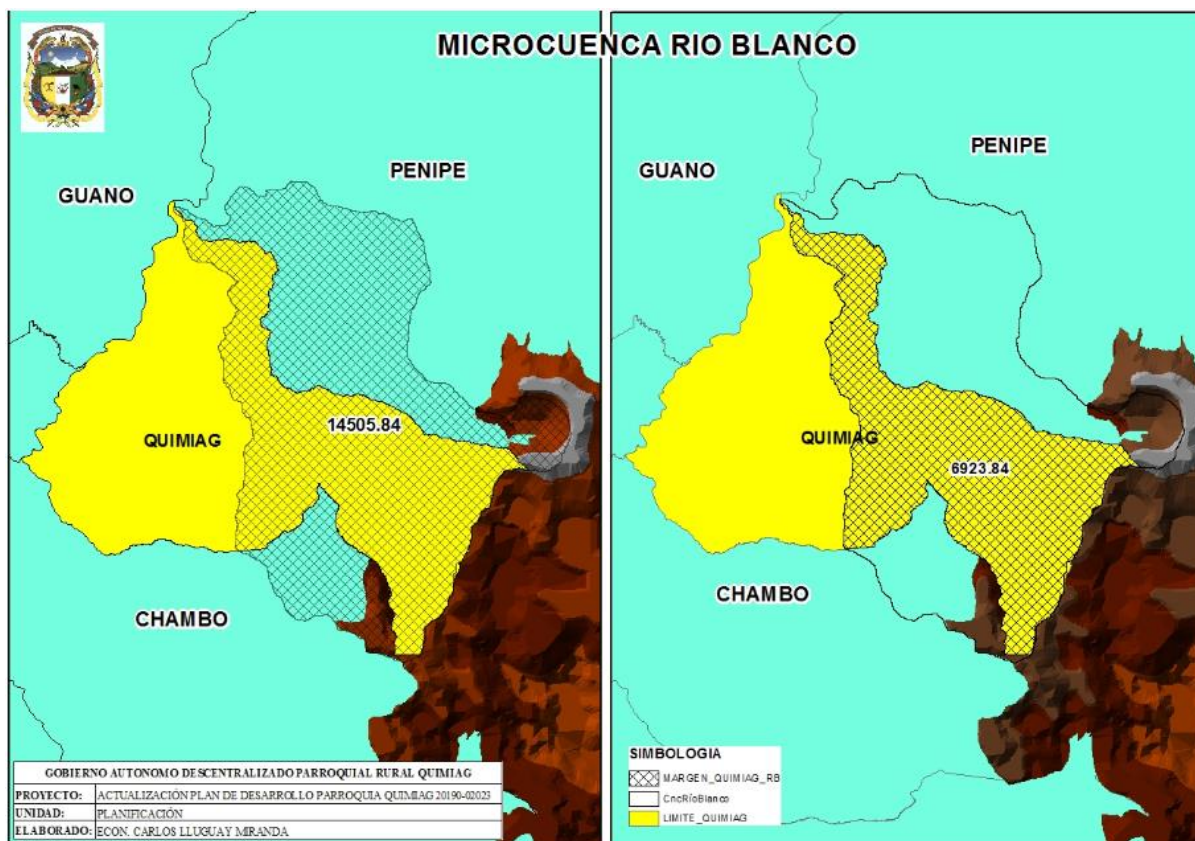 MICROCUENCA RIO BLANCO
GUANO
PENIPE
QUIMIAG
14505.84
CHAMBO
GOBIERNO AUTONOMO DESCENTRALIZADO PARROQUIAL RURAL QUIMIAG
PROYECTO: ACTUALIZACIÓN PLAN DE DESARROLLO PARROQUIA QUIMIAG 20190-02023
UNIDAD: PLANIFICACIÓN
ELABORADO: ECON. CARLOS LLUGUAY MIRANDA
GUANO
PENIPE
QUIMIAG
6923.84
CHAMBO
SIMBOLOGIA
MARGEN_QUIMIAG_RB
CncRíoBlanco
LIMITE_QUIMIAG